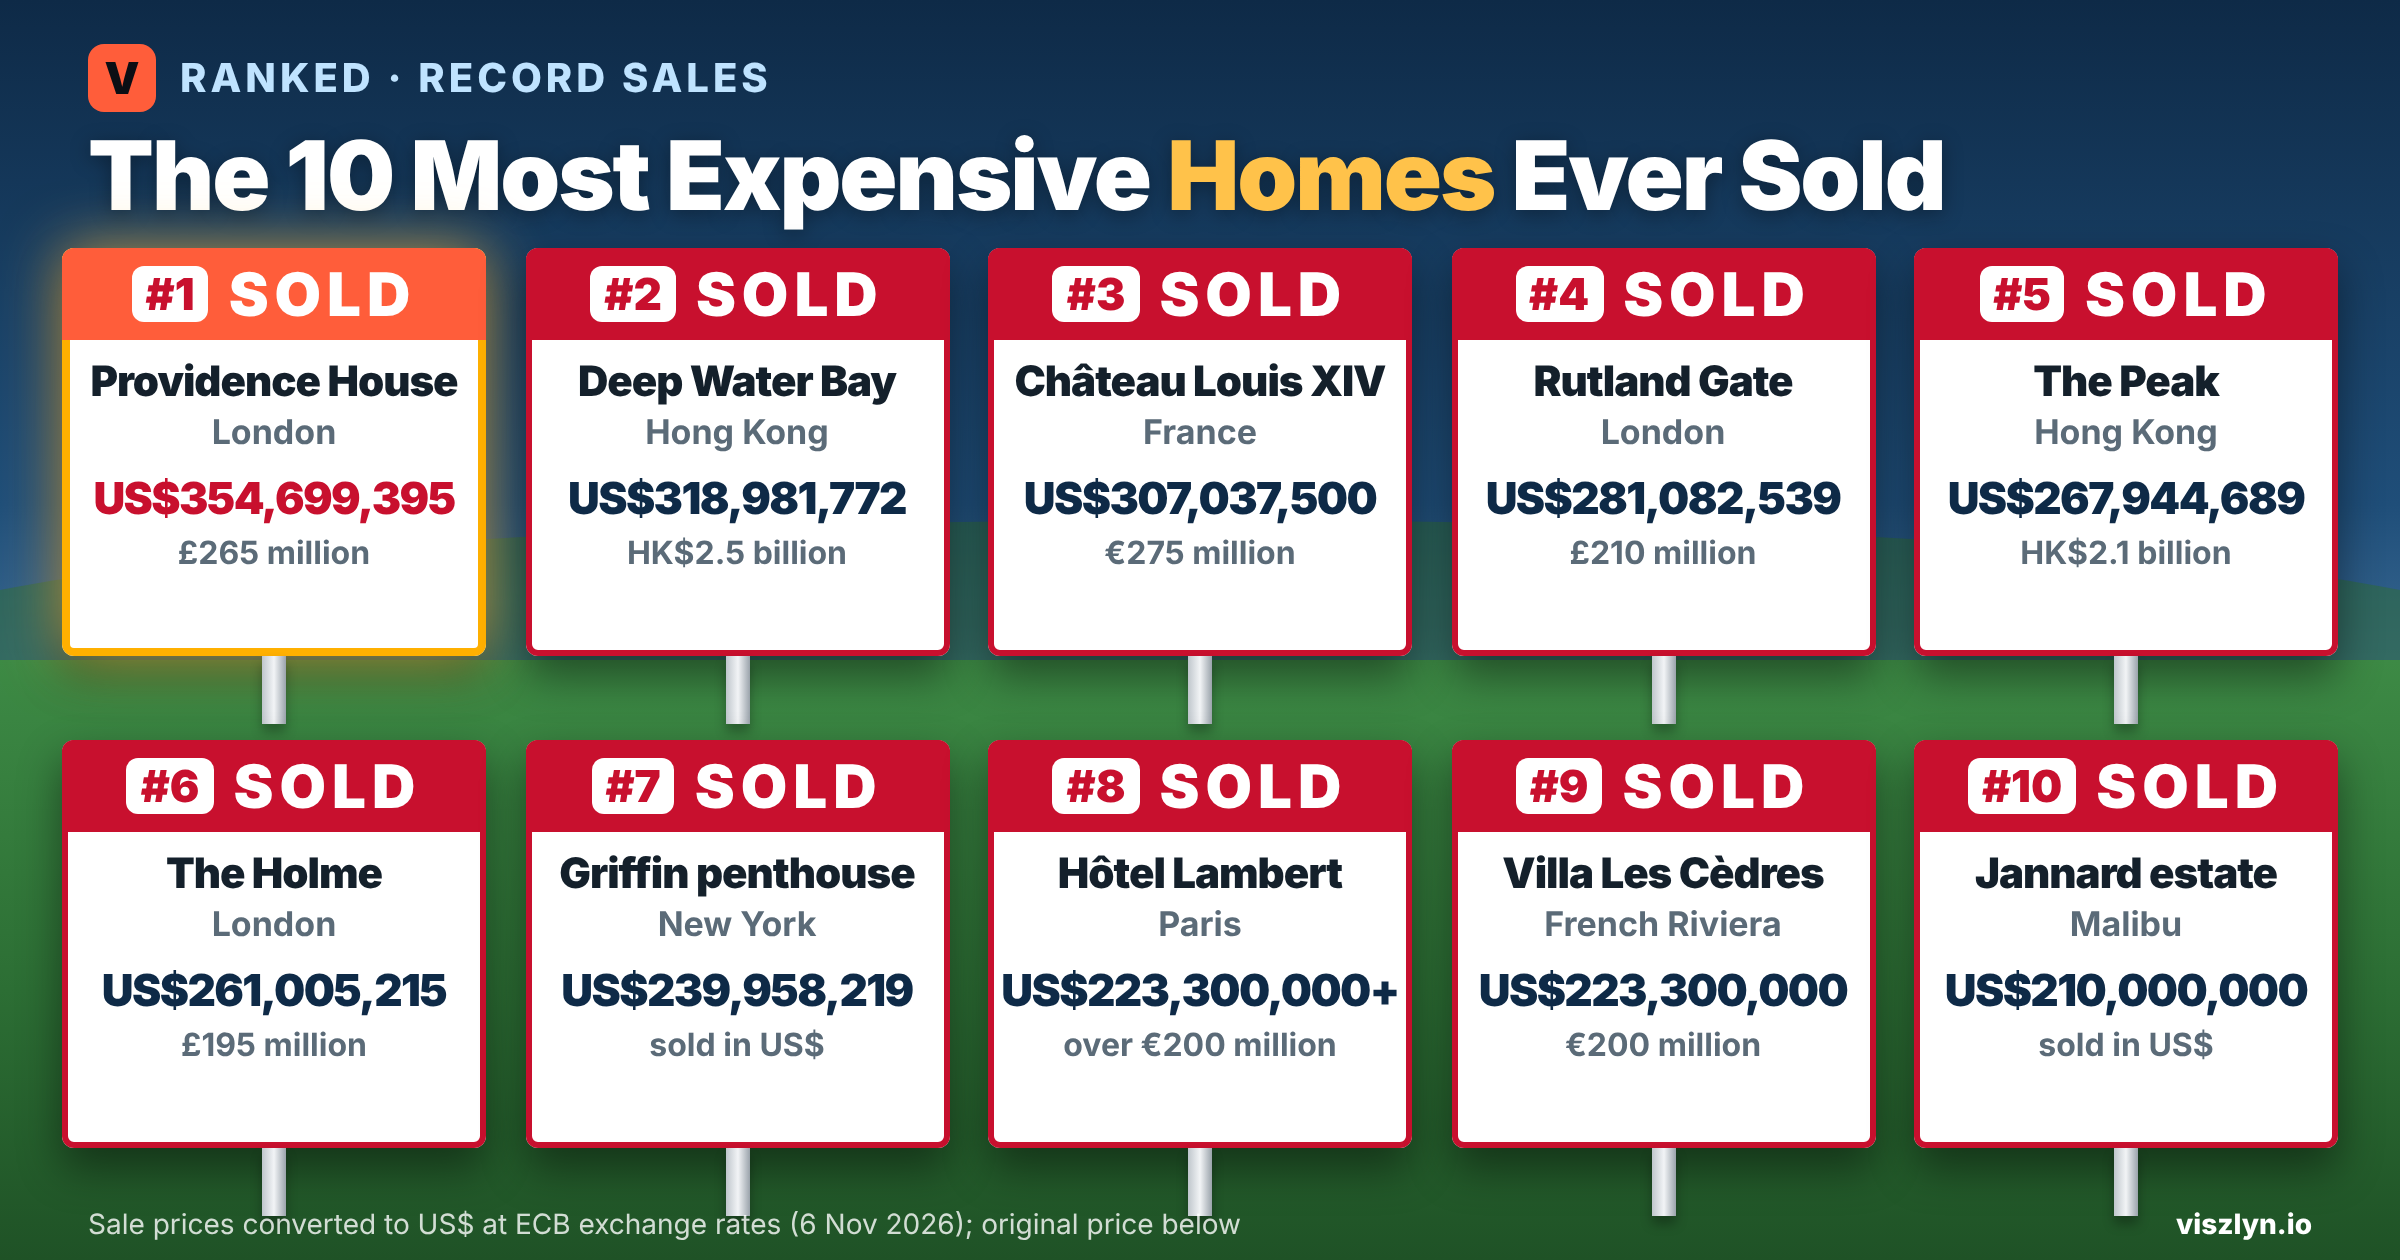 V
RANKED · RECORD SALES
The 10 Most Expensive Homes Ever Sold
#1 SOLD
Providence House
London
US$354,699,395
£265 million
#2 SOLD
Deep Water Bay
Hong Kong
US$318,981,772
HK$2.5 billion
#3 SOLD
Château Louis XIV
France
US$307,037,500
€275 million
#4 SOLD
Rutland Gate
London
US$281,082,539
£210 million
#5 SOLD
The Peak
Hong Kong
US$267,944,689
HK$2.1 billion
#6 SOLD
The Holme
London
US$261,005,215
£195 million
#7 SOLD
Griffin penthouse
New York
US$239,958,219
sold in US$
#8 SOLD
Hôtel Lambert
Paris
US$223,300,000+
over €200 million
#9 SOLD
Villa Les Cèdres
French Riviera
US$223,300,000
€200 million
#10 SOLD
Jannard estate
Malibu
US$210,000,000
sold in US$
Sale prices converted to US$ at ECB exchange rates (6 Nov 2026); original price below
viszlyn.io